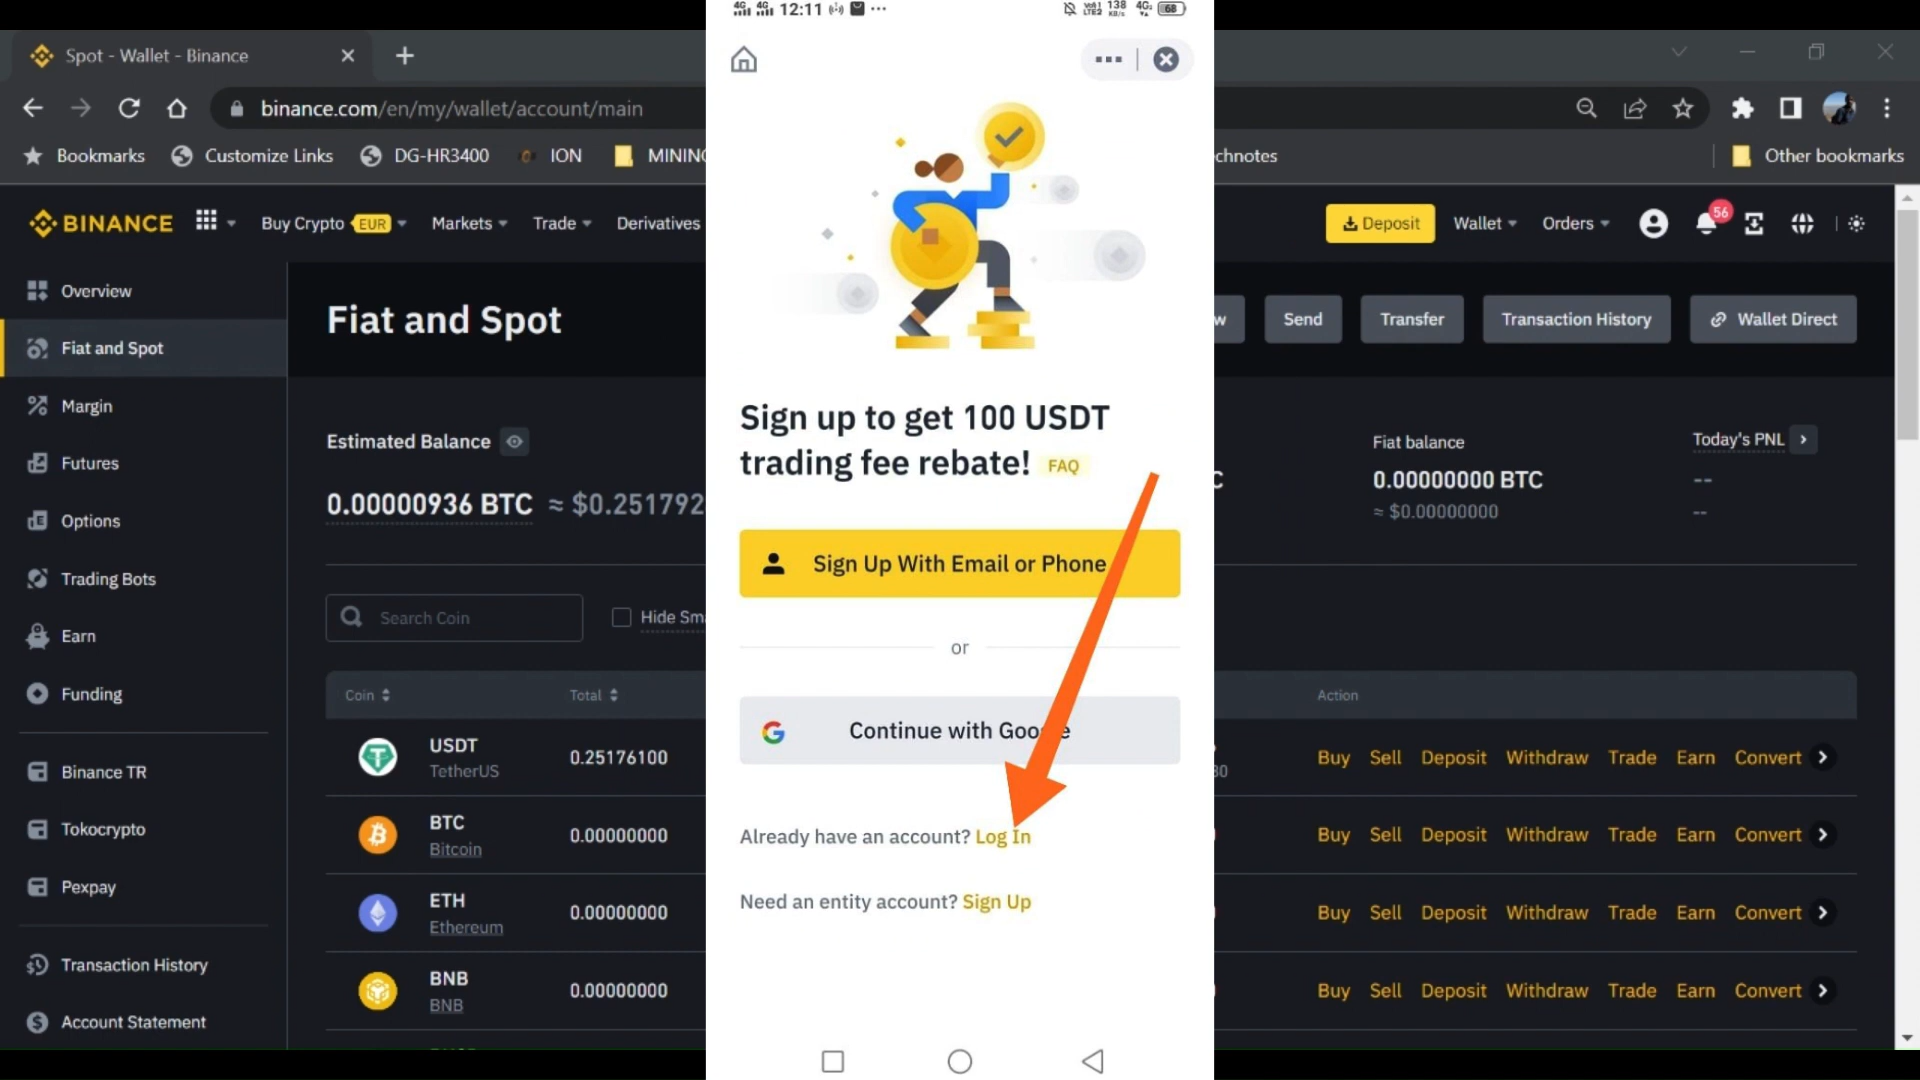 12:11
138
KB/s
68
Spot - Wallet - Binance
binance.com/en/my/wallet/account/main
Bookmarks
Customize Links
DG-HR3400
ION
MINING
chnotes
Other bookmarks
BINANCE
Buy Crypto EUR
Markets
Trade
Derivatives
Deposit
Wallet
Orders
56
Overview
Fiat and Spot
Margin
Futures
Options
Trading Bots
Earn
Funding
Binance TR
Tokocrypto
Pexpay
Transaction History
Account Statement
Fiat and Spot
w
Send
Transfer
Transaction History
Wallet Direct
Estimated Balance
0.00000936 BTC ≈ $0.251792
Fiat balance
0.00000000 BTC
≈ $0.00000000
Today's PNL
--
--
Search Coin
Hide Sm
Coin
Total
Action
USDT
TetherUS
0.25176100
Buy Sell Deposit Withdraw Trade Earn Convert
BTC
Bitcoin
0.00000000
Buy Sell Deposit Withdraw Trade Earn Convert
ETH
Ethereum
0.00000000
Buy Sell Deposit Withdraw Trade Earn Convert
BNB
BNB
0.00000000
Buy Sell Deposit Withdraw Trade Earn Convert
Sign up to get 100 USDT
trading fee rebate! FAQ
Sign Up With Email or Phone
or
Continue with Google
Already have an account? Log In
Need an entity account? Sign Up